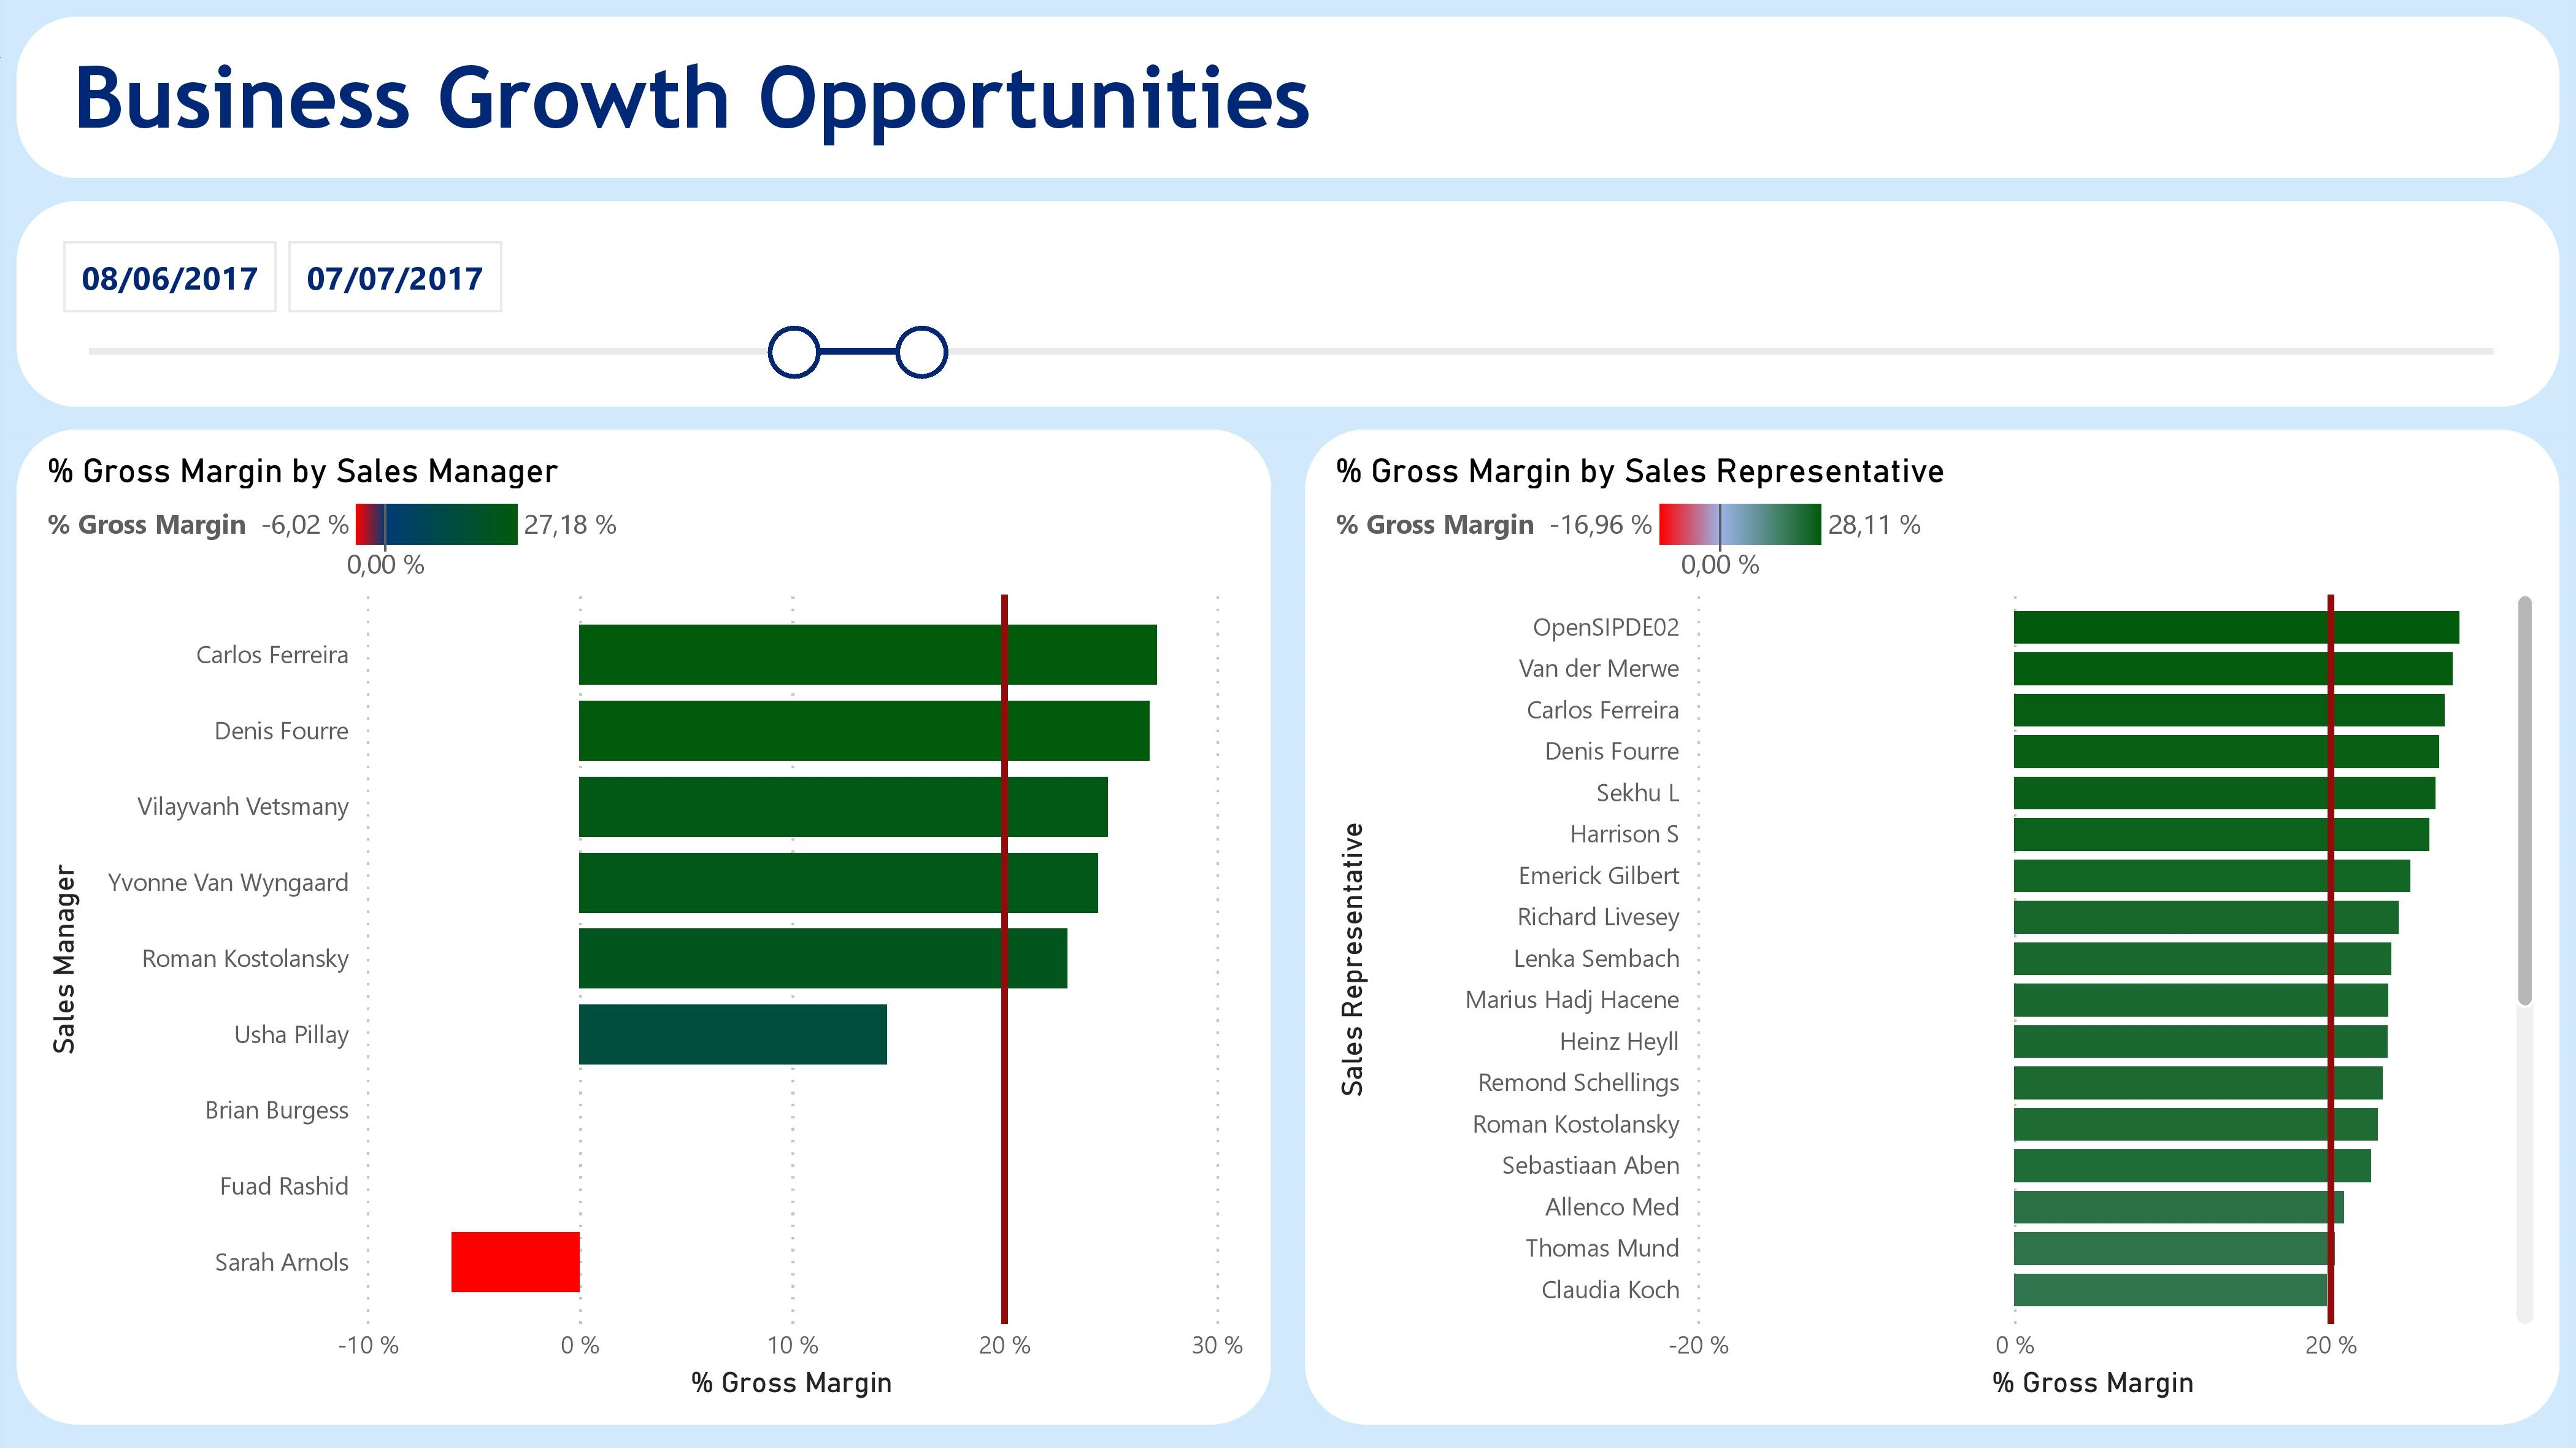 Business Growth Opportunities
08/06/2017 07/07/2017
% Gross Margin by Sales Manager
% Gross Margin -6,02 % 27,18 %
0,00 %
Sales Manager
Carlos Ferreira
Denis Fourre
Vilayvanh Vetsmany
Yvonne Van Wyngaard
Roman Kostolansky
Usha Pillay
Brian Burgess
Fuad Rashid
Sarah Arnols
-10 % 0 % 10 % 20 % 30 %
% Gross Margin
% Gross Margin by Sales Representative
% Gross Margin -16,96 % 28,11 %
0,00 %
Sales Representative
OpenSIPDE02
Van der Merwe
Carlos Ferreira
Denis Fourre
Sekhu L
Harrison S
Emerick Gilbert
Richard Livesey
Lenka Sembach
Marius Hadj Hacene
Heinz Heyll
Remond Schellings
Roman Kostolansky
Sebastiaan Aben
Allenco Med
Thomas Mund
Claudia Koch
-20 % 0 % 20 %
% Gross Margin